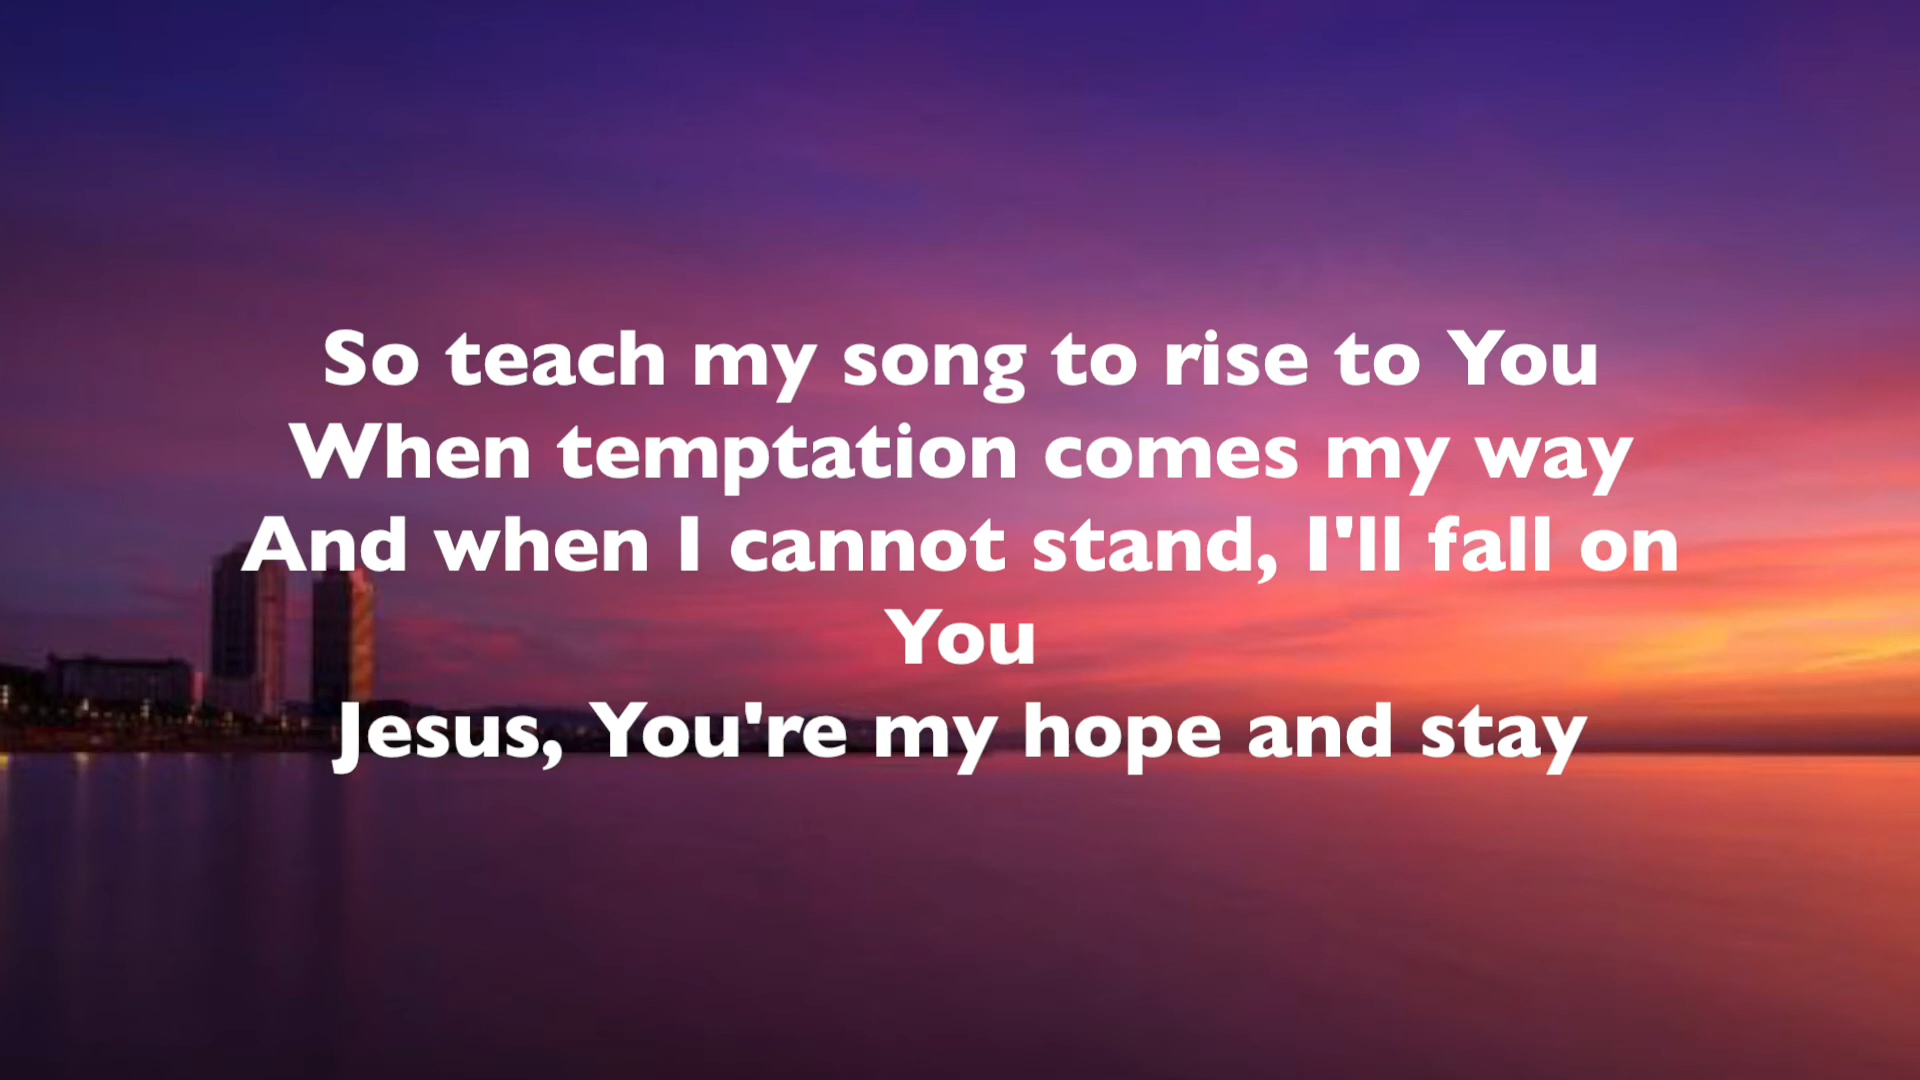 So teach my song to rise to You
When temptation comes my way
And when I cannot stand, I'll fall on
You
Jesus, You're my hope and stay